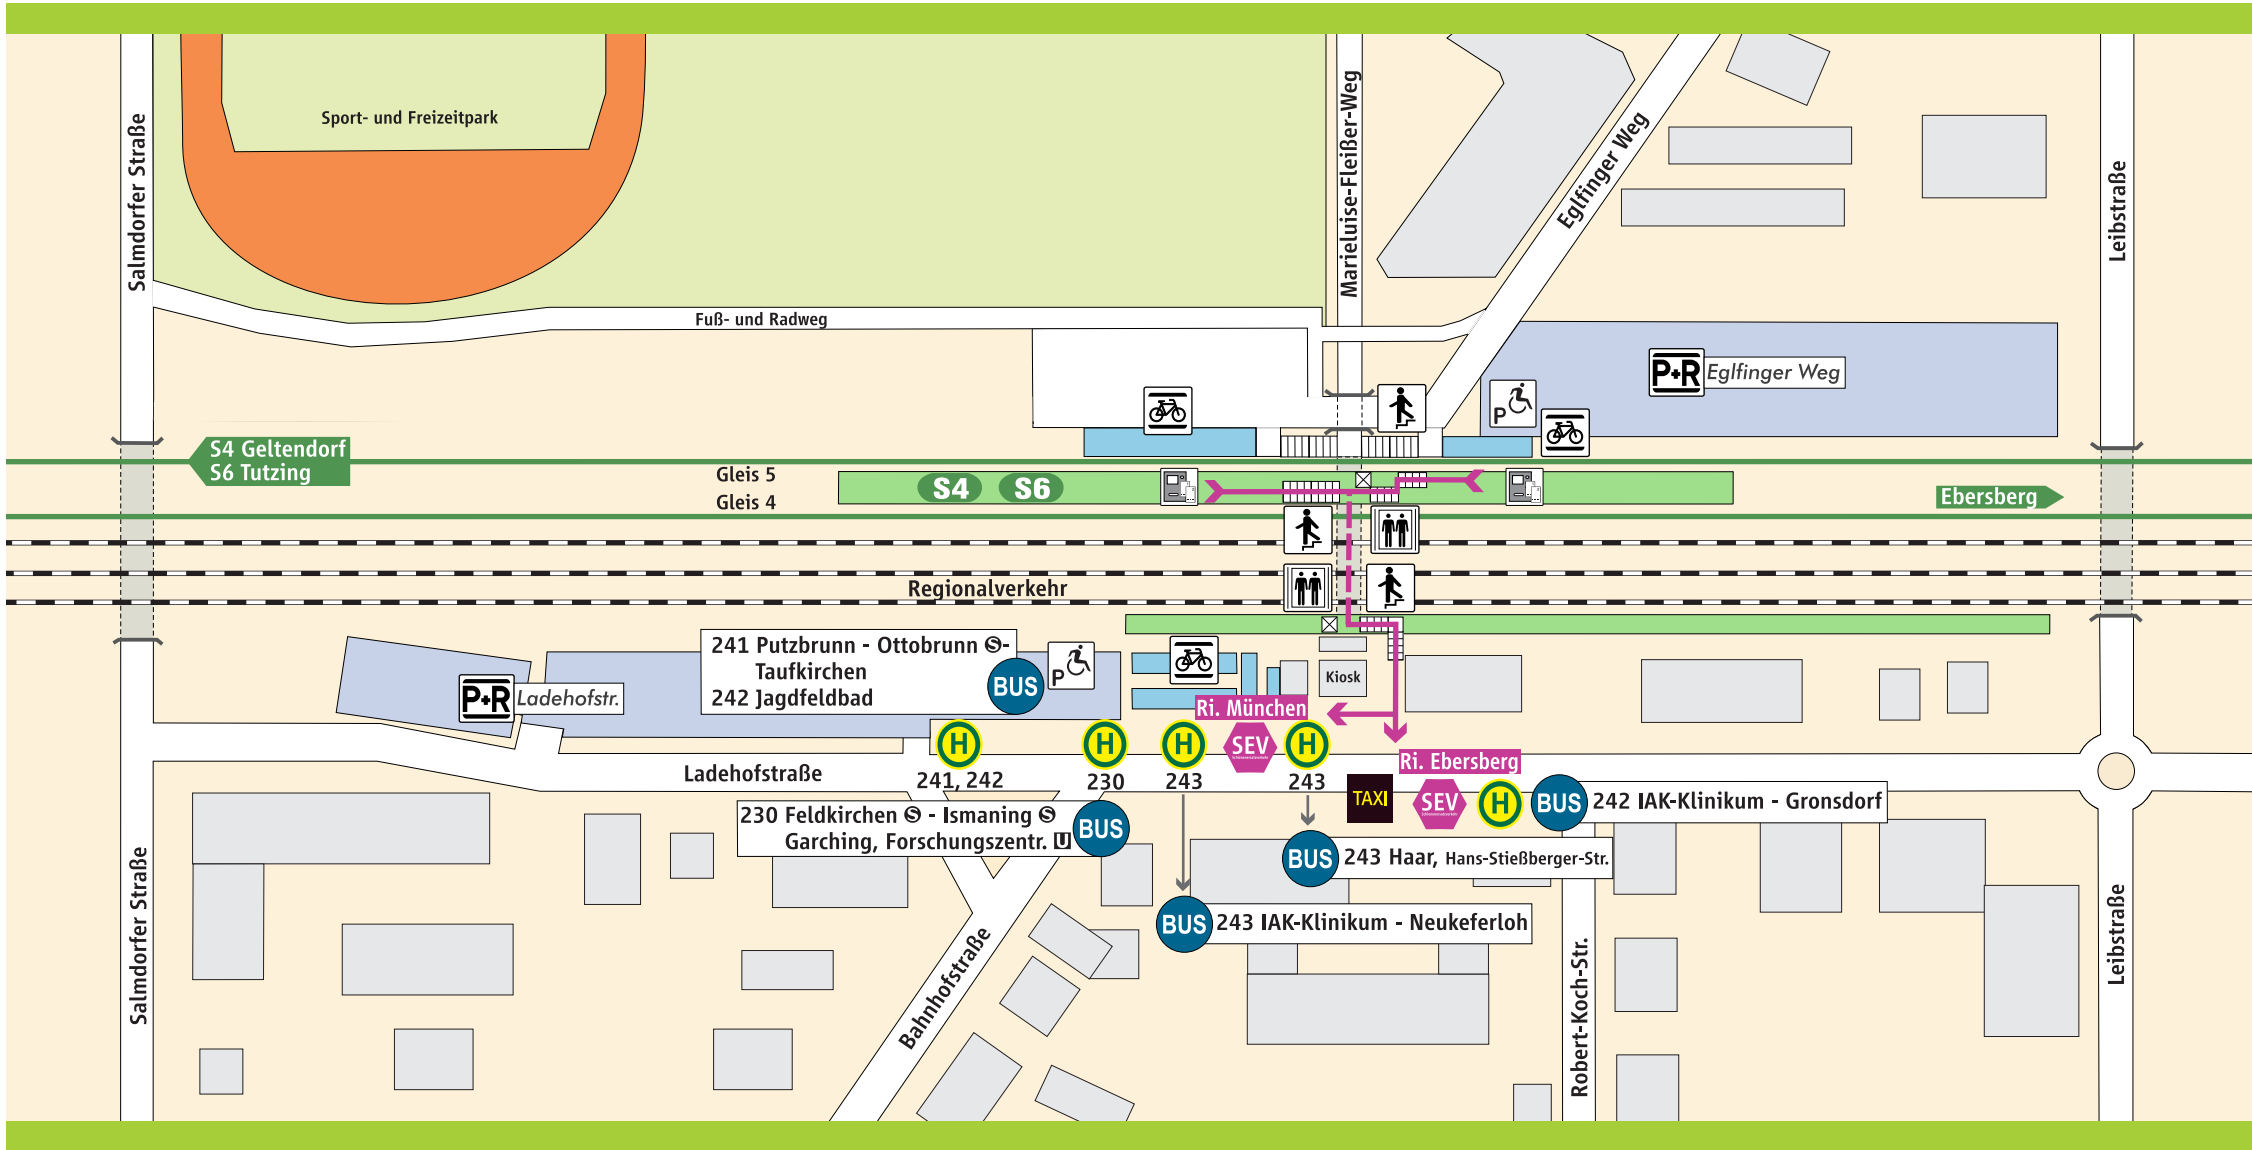 Sport- und Freizeitpark
Salmdorfer Straße
Marieluise-Fleißer-Weg
Eglfinger Weg
Leibstraße
Fuß- und Radweg
P+R Eglfinger Weg
P
S4 Geltendorf
S6 Tutzing
Gleis 5
Gleis 4
S4
S6
Ebersberg
Regionalverkehr
241 Putzbrunn - Ottobrunn S-
Taufkirchen
242 Jagdfeldbad
BUS
P
P+R Ladehofstr.
Kiosk
Ri. München
H
H
H
SEV
H
Ri. Ebersberg
Ladehofstraße
241, 242
230
243
243
TAXI
SEV
H
BUS
242 IAK-Klinikum - Gronsdorf
230 Feldkirchen S - Ismaning S
Garching, Forschungszentr. U
BUS
BUS
243 Haar, Hans-Stießberger-Str.
BUS
243 IAK-Klinikum - Neukeferloh
Salmdorfer Straße
Bahnhofstraße
Robert-Koch-Str.
Leibstraße